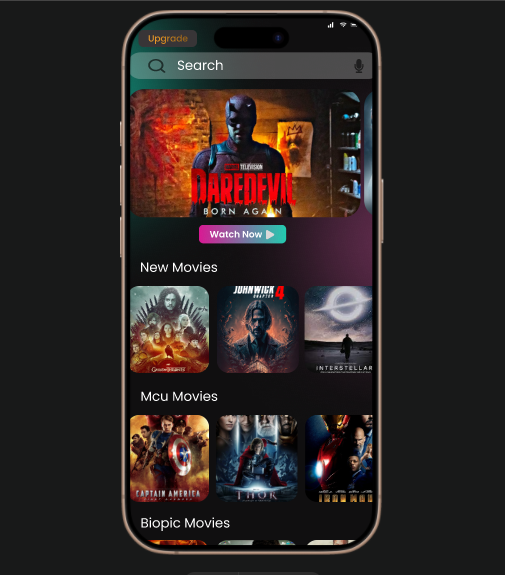 Upgrade
Search
TELEVISION
DAREDEVIL
BORN AGAIN
Watch Now
New Movies
JOHN WICK
CHAPTER 4
INTERSTELLAR
Mcu Movies
CAPTAIN AMERICA
THOR
Biopic Movies